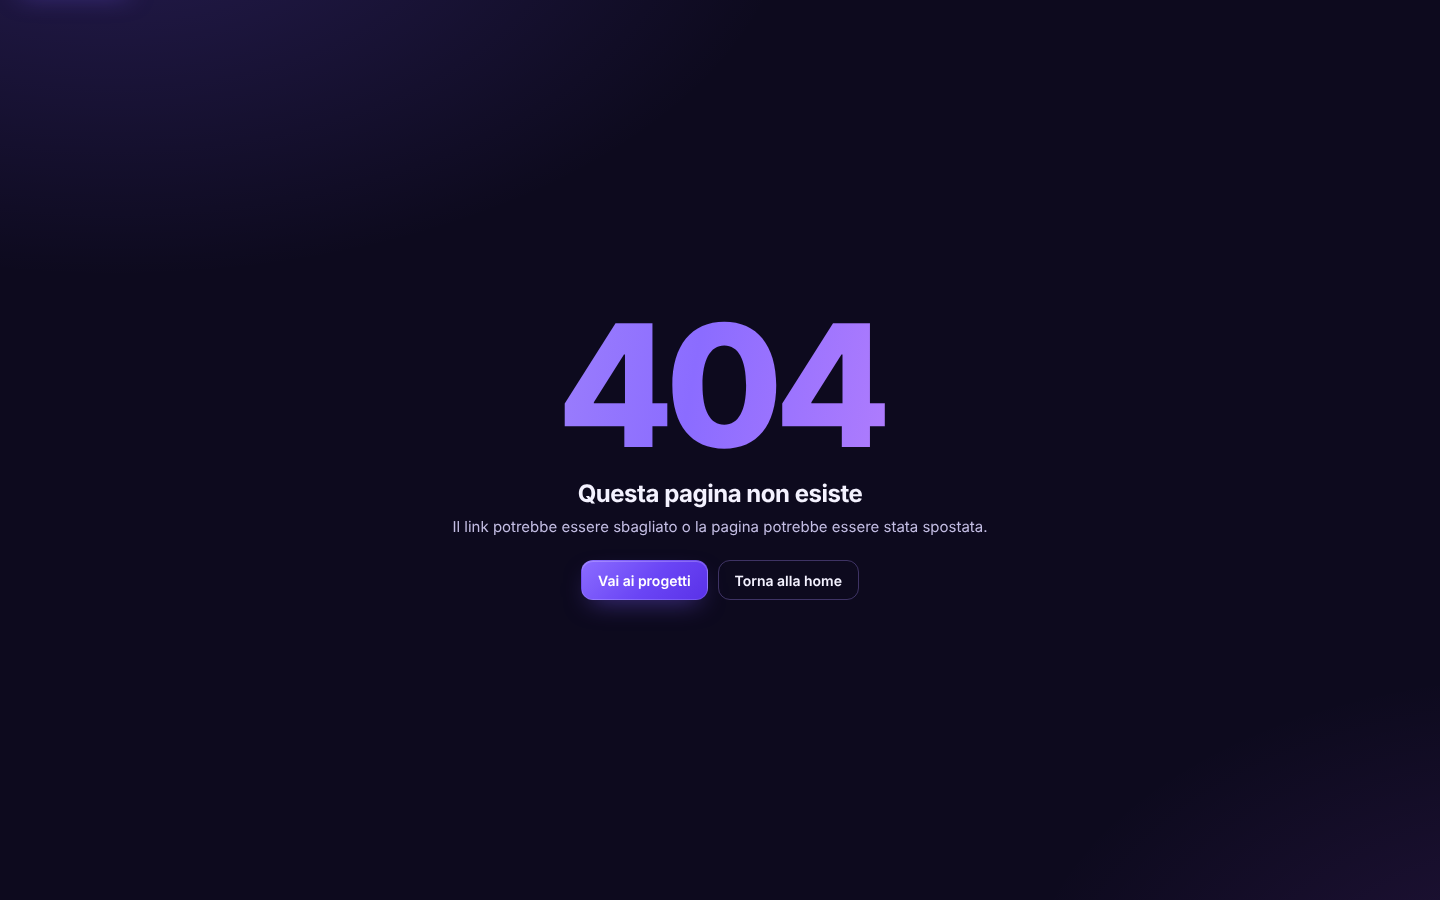 404
Questa pagina non esiste
Il link potrebbe essere sbagliato o la pagina potrebbe essere stata spostata.
Vai ai progetti
Torna alla home